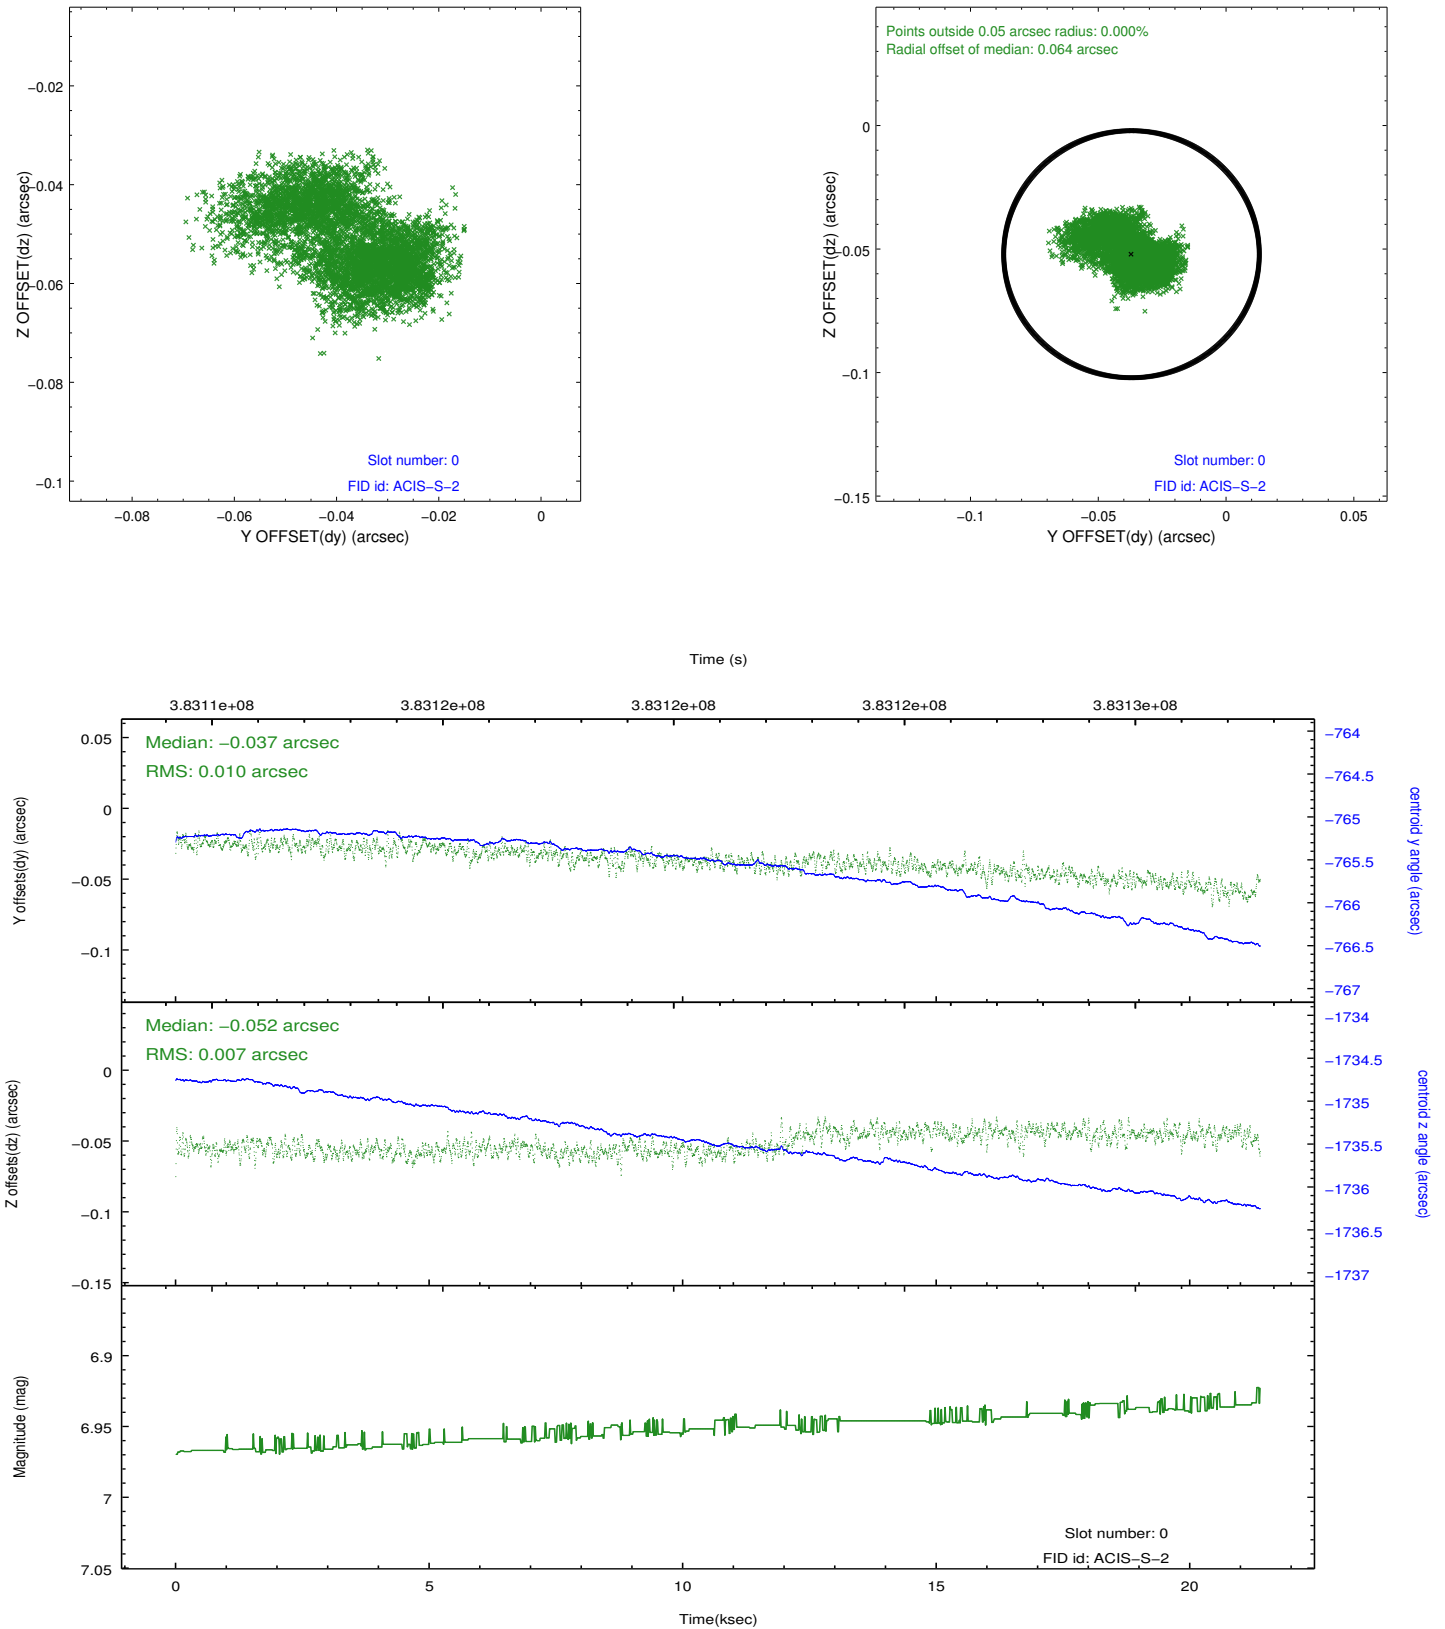 −0.02
−0.04
−0.06
−0.08
−0.1
Z OFFSET(dz) (arcsec)
Slot number: 0
FID id: ACIS−S−2
−0.08
−0.06
−0.04
−0.02
0
Y OFFSET(dy) (arcsec)
Points outside 0.05 arcsec radius: 0.000%
Radial offset of median: 0.064 arcsec
0
−0.05
−0.1
−0.15
Z OFFSET(dz) (arcsec)
Slot number: 0
FID id: ACIS−S−2
−0.1
−0.05
0
0.05
Y OFFSET(dy) (arcsec)
Time (s)
3.8311e+08
3.8312e+08
3.8312e+08
3.8312e+08
3.8313e+08
Median: −0.037 arcsec
RMS: 0.010 arcsec
0.05
0
−0.05
−0.1
Y offsets(dy) (arcsec)
−764
−764.5
−765
−765.5
−766
−766.5
−767
centroid y angle (arcsec)
Median: −0.052 arcsec
RMS: 0.007 arcsec
0
−0.05
−0.1
−0.15
Z offsets(dz) (arcsec)
−1734
−1734.5
−1735
−1735.5
−1736
−1736.5
−1737
centroid z angle (arcsec)
6.9
6.95
7
7.05
Magnitude (mag)
Slot number: 0
FID id: ACIS−S−2
0
5
10
15
20
Time(ksec)